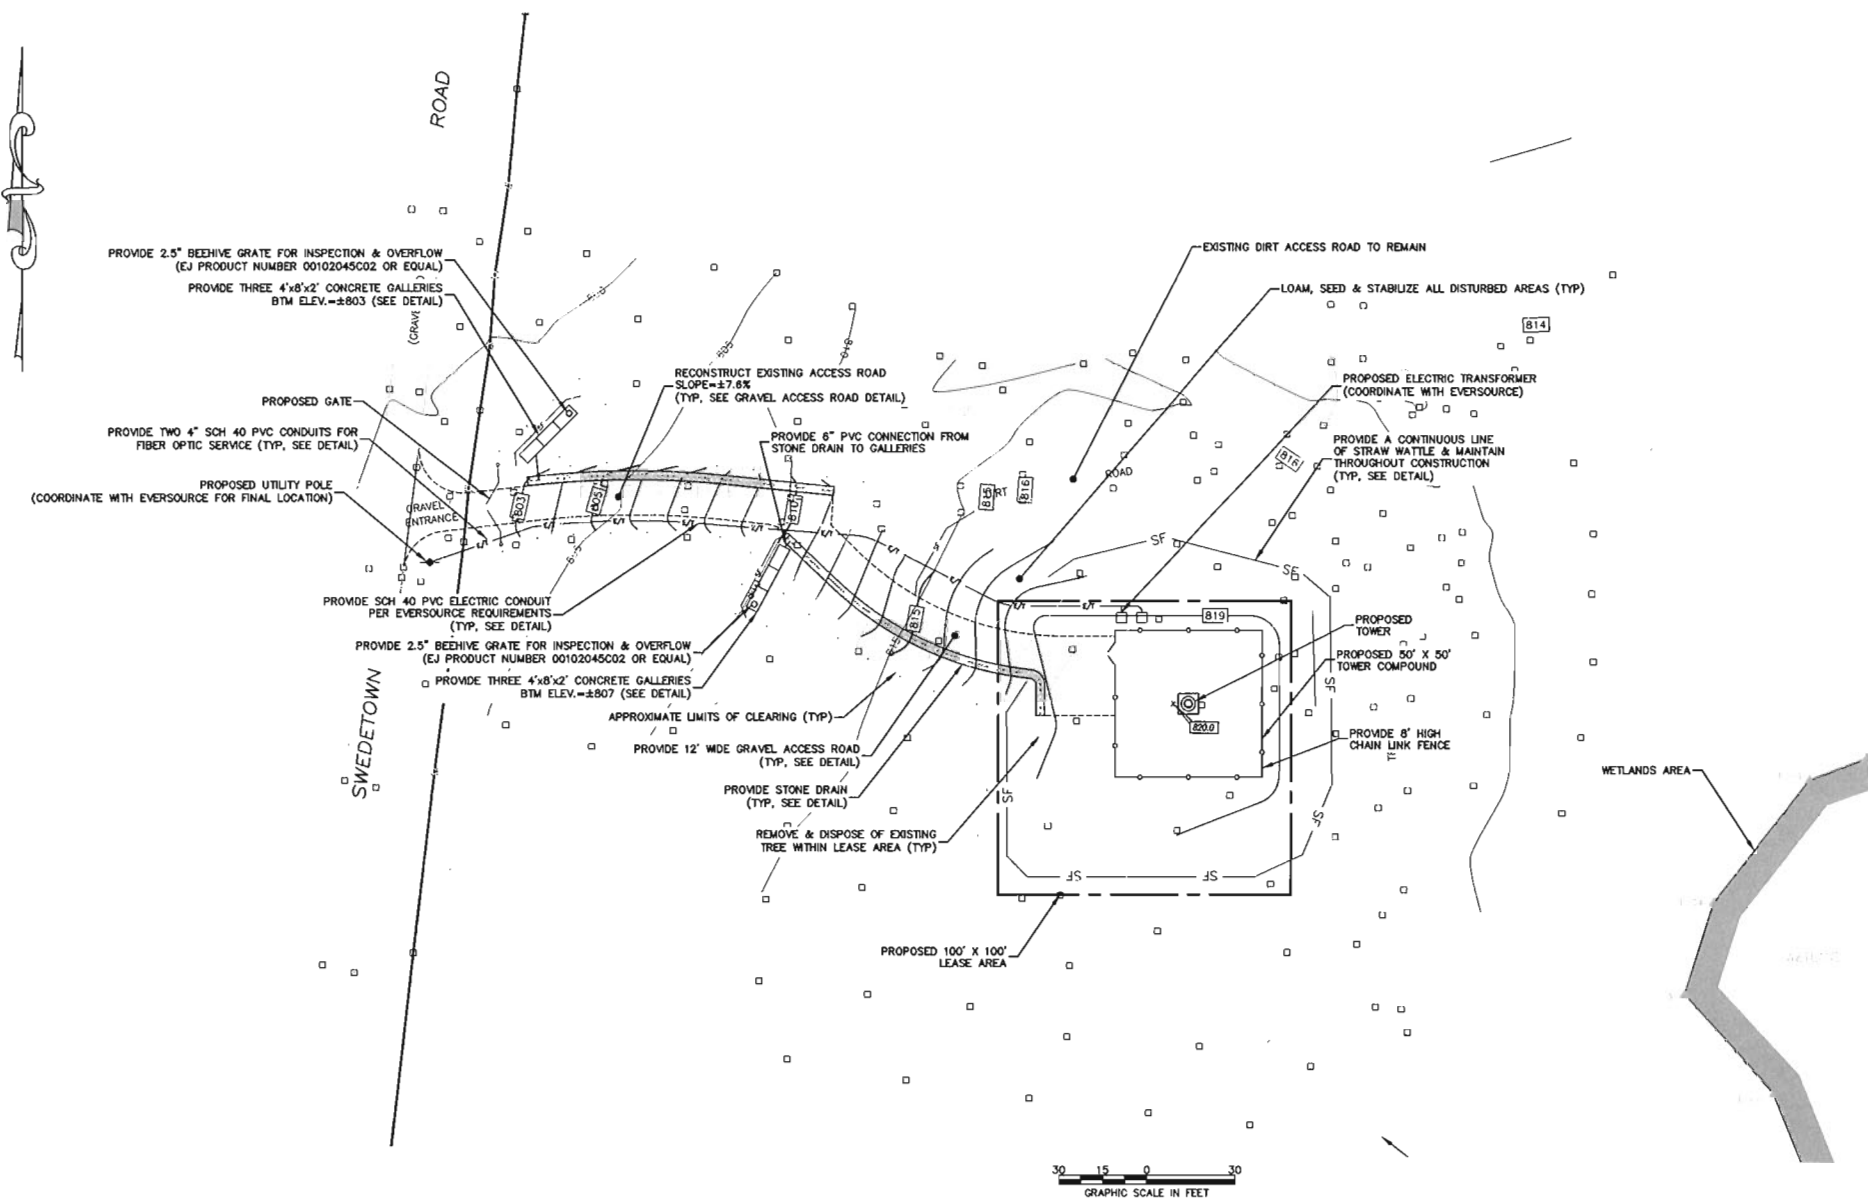 ROAD
PROVIDE 2.5" BEEHIVE GRATE FOR INSPECTION & OVERFLOW
(EJ PRODUCT NUMBER 00102045C02 OR EQUAL)
PROVIDE THREE 4'x8'x2' CONCRETE GALLERIES
BTM ELEV.=±803 (SEE DETAIL)
EXISTING DIRT ACCESS ROAD TO REMAIN
LOAM, SEED & STABILIZE ALL DISTURBED AREAS (TYP)
814
805
810
RECONSTRUCT EXISTING ACCESS ROAD
SLOPE=±7.6%
(TYP, SEE GRAVEL ACCESS ROAD DETAIL)
PROPOSED ELECTRIC TRANSFORMER
(COORDINATE WITH EVERSOURCE)
PROPOSED GATE
PROVIDE TWO 4" SCH 40 PVC CONDUITS FOR
FIBER OPTIC SERVICE (TYP, SEE DETAIL)
PROVIDE 6" PVC CONNECTION FROM
STONE DRAIN TO GALLERIES
PROVIDE A CONTINUOUS LINE
OF STRAW WATTLE & MAINTAIN
THROUGHOUT CONSTRUCTION
(TYP, SEE DETAIL)
816
ROAD
PROPOSED UTILITY POLE
(COORDINATE WITH EVERSOURCE FOR FINAL LOCATION)
GRAVEL
ENTRANCE
803
805
810
816
E/T
E/T
E/T
E/T
E/T
E/T
E/T
E/T
E/T
SF
SF
PROVIDE SCH 40 PVC ELECTRIC CONDUIT
PER EVERSOURCE REQUIREMENTS
(TYP, SEE DETAIL)
815
819
PROPOSED
TOWER
PROVIDE 2.5" BEEHIVE GRATE FOR INSPECTION & OVERFLOW
(EJ PRODUCT NUMBER 00102045C02 OR EQUAL)
PROPOSED 50' X 50'
TOWER COMPOUND
PROVIDE THREE 4'x8'x2' CONCRETE GALLERIES
BTM ELEV.=±807 (SEE DETAIL)
SF
APPROXIMATE LIMITS OF CLEARING (TYP)
820.0
PROVIDE 8' HIGH
CHAIN LINK FENCE
PROVIDE 12' WIDE GRAVEL ACCESS ROAD
(TYP, SEE DETAIL)
SWEDETOWN
WETLANDS AREA
PROVIDE STONE DRAIN
(TYP, SEE DETAIL)
SF
SF
REMOVE & DISPOSE OF EXISTING
TREE WITHIN LEASE AREA (TYP)
SF
SF
PROPOSED 100' X 100'
LEASE AREA
30 15 0 30
GRAPHIC SCALE IN FEET